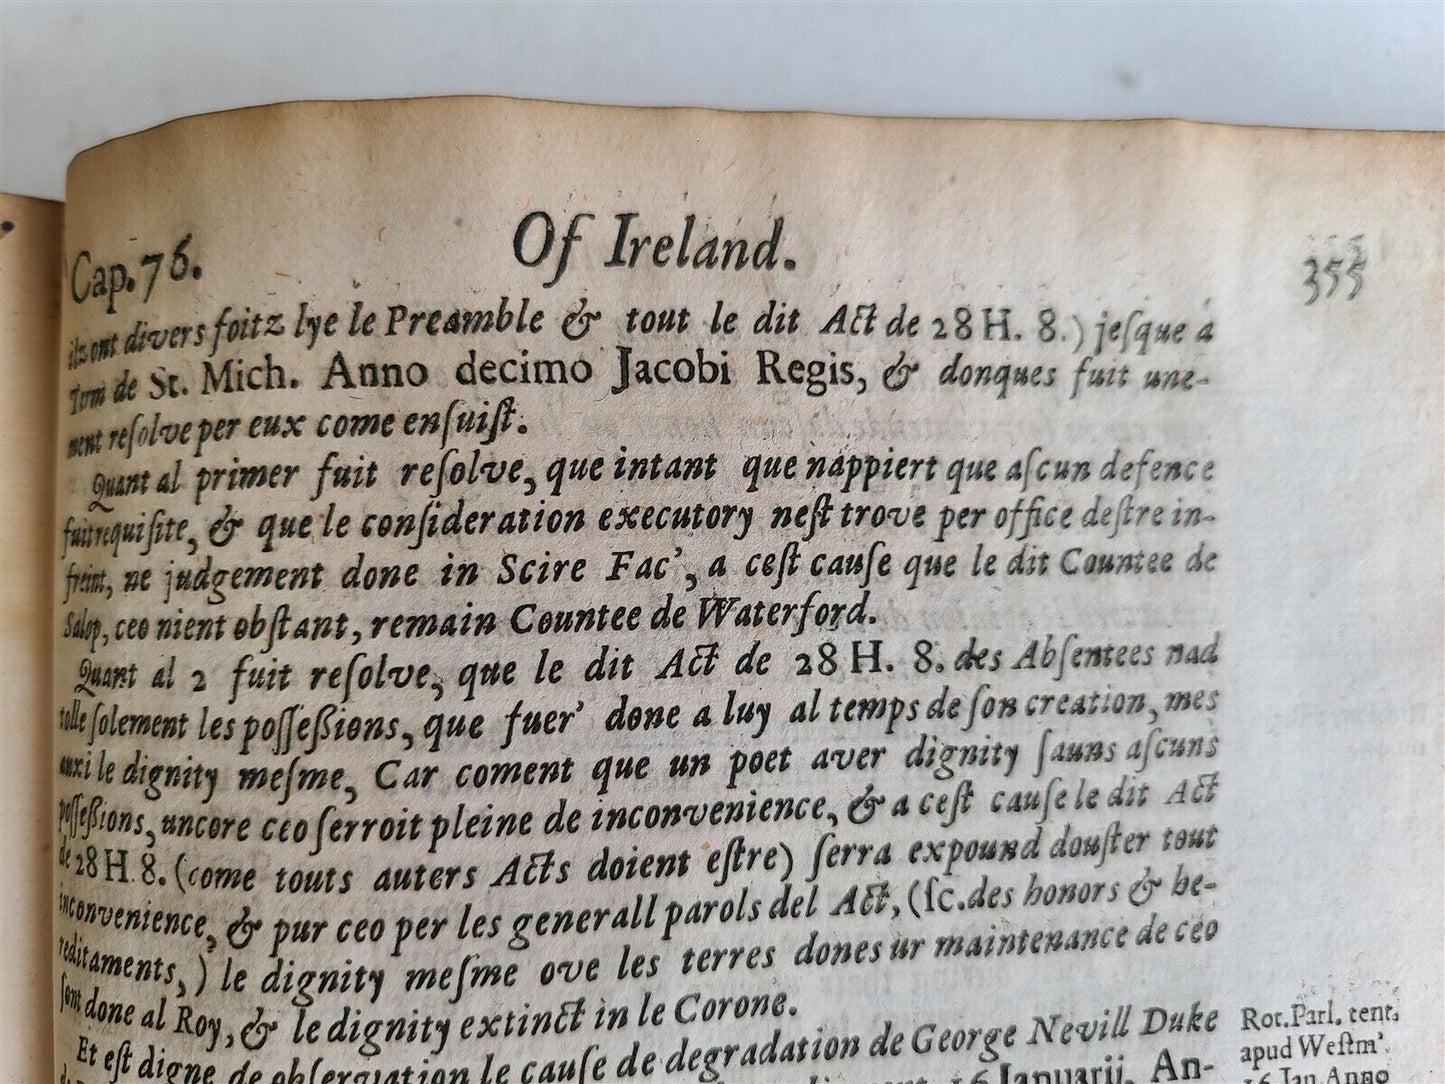 Cap. 76. Of Ireland. 355
ilz ont divers foitz lye le Preamble & tout le dit Act de 28 H. 8.) jeſque a
Term de St. Mich. Anno decimo Jacobi Regis, & donques fuit une-
ment reſolve per eux come enſuiſt.
Quant al primer fuit reſolve, que intant que nappiert que aſcun defence
fuit requiſite, & que le conſideration executory neſt trove per office deſtre in-
freint, ne judgement done in Scire Fac', a ceſt cauſe que le dit Countee de
Salop, ceo nient obſtant, remain Countee de Waterford.
Quant al 2 fuit reſolve, que le dit Act de 28 H. 8. des Abſentees nad
tolle ſolement les poſſeſſions, que fuer' done a luy al temps de ſon creation, mes
auxi le dignity meſme, Car coment que un poet aver dignity ſauns aſcuns
poſſeſſions, uncore ceo ſerroit pleine de inconvenience, & a ceſt cauſe le dit Act
de 28 H. 8. (come touts auters Acts doient eſtre) ſerra expound douſter tout
inconvenience, & pur ceo per les generall parols del Act, (ſc. des honors & he-
reditaments,) le dignity meſme ove les terres dones ur maintenance de ceo
ſont done al Roy, & le dignity extinct in le Corone.
Et eſt digne de obſervation le cauſe de degradation de George Nevill Duke
16 Januarii, An-
Rot. Parl. tent.
apud Weſtm'.
16 Jan. Anno